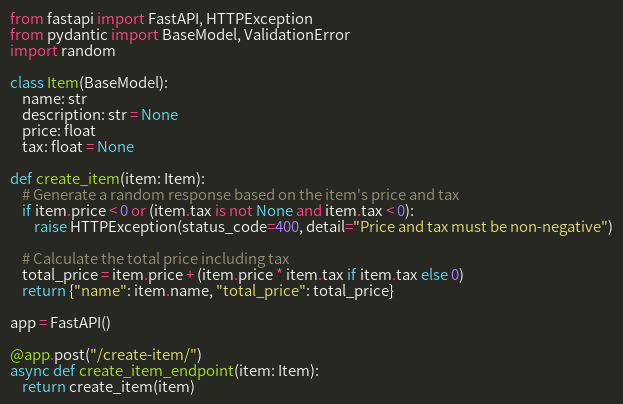 from fastapi import FastAPI, HTTPException
from pydantic import BaseModel, ValidationError
import random

class Item(BaseModel):
    name: str
    description: str = None
    price: float
    tax: float = None

def create_item(item: Item):
    # Generate a random response based on the item's price and tax
    if item.price < 0 or (item.tax is not None and item.tax < 0):
        raise HTTPException(status_code=400, detail="Price and tax must be non-negative")

    # Calculate the total price including tax
    total_price = item.price + (item.price * item.tax if item.tax else 0)
    return {"name": item.name, "total_price": total_price}

app = FastAPI()

@app.post("/create-item/")
async def create_item_endpoint(item: Item):
    return create_item(item)